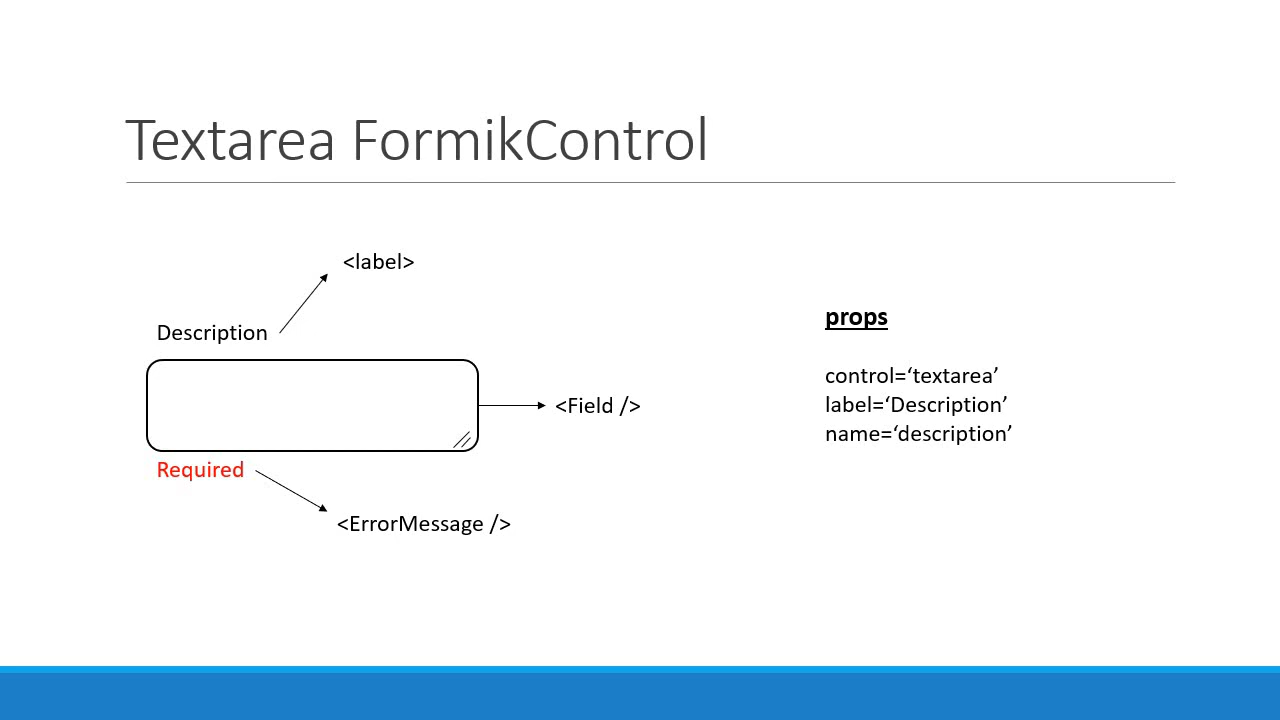 Textarea FormikControl
<label>
Description
<Field />
Required
<ErrorMessage />
props
control=‘textarea’
label=‘Description’
name=‘description’